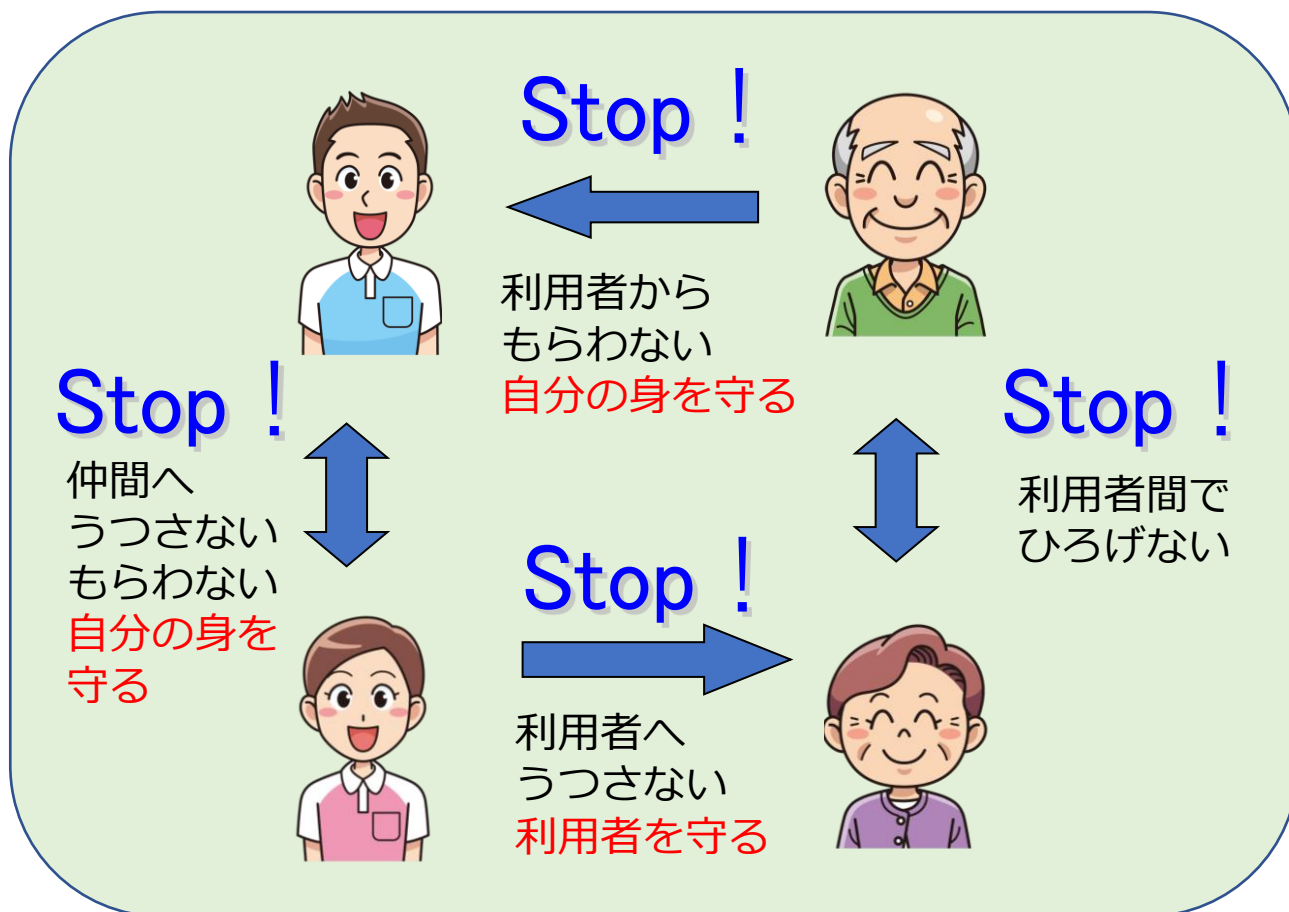 Stop！
利用者から
もらわない
自分の身を守る
Stop！
仲間へ
うつさない
もらわない
自分の身を
守る
Stop！
利用者間で
ひろげない
Stop！
利用者へ
うつさない
利用者を守る